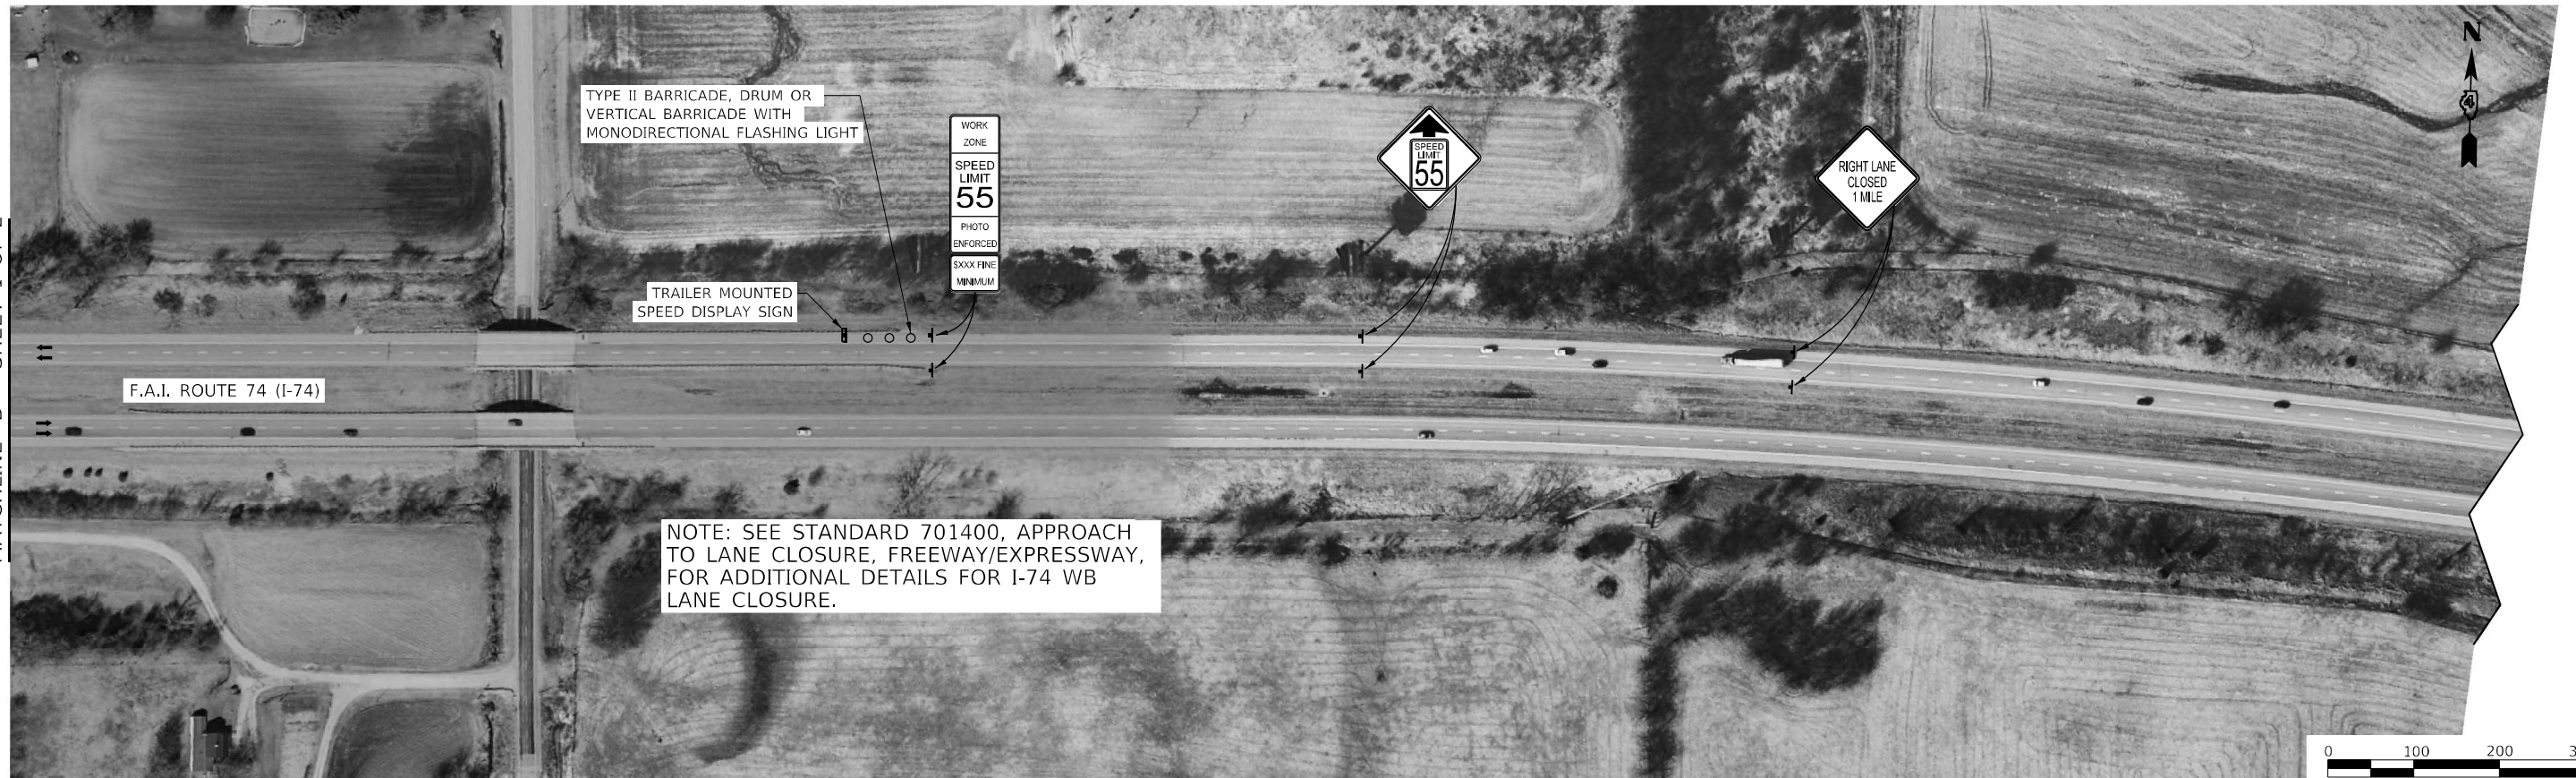 TYPE II BARRICADE, DRUM OR
VERTICAL BARRICADE WITH
MONODIRECTIONAL FLASHING LIGHT
WORK
ZONE
SPEED
LIMIT
55
PHOTO
ENFORCED
$XXX FINE
MINIMUM
SPEED
LIMIT
55
RIGHT LANE
CLOSED
1 MILE
N
4
TRAILER MOUNTED
SPEED DISPLAY SIGN
F.A.I. ROUTE 74 (I-74)
NOTE: SEE STANDARD 701400, APPROACH
TO LANE CLOSURE, FREEWAY/EXPRESSWAY,
FOR ADDITIONAL DETAILS FOR I-74 WB
LANE CLOSURE.
0 100 200